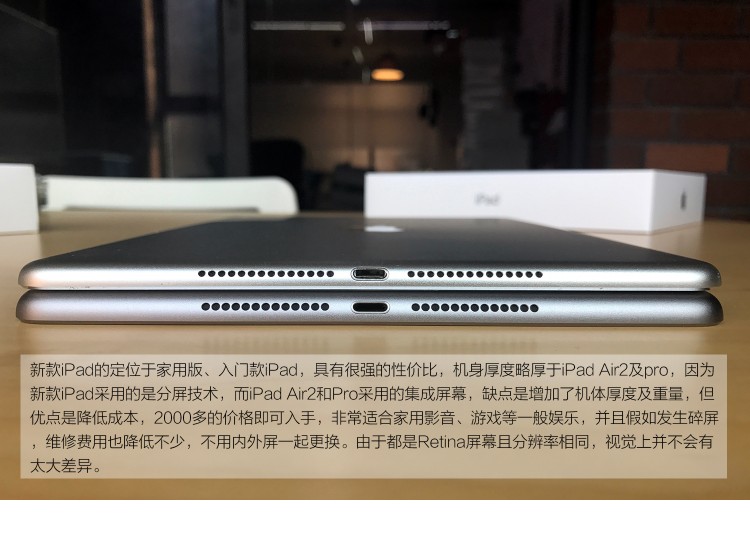 iPad
新款iPad的定位于家用版、入门款iPad，具有很强的性价比，机身厚度略厚于iPad Air2及pro，因为
新款iPad采用的是分屏技术，而iPad Air2和Pro采用的集成屏幕，缺点是增加了机体厚度及重量，但
优点是降低成本，2000多的价格即可入手，非常适合家用影音、游戏等一般娱乐，并且假如发生碎屏
，维修费用也降低不少，不用内外屏一起更换。由于都是Retina屏幕且分辨率相同，视觉上并不会有
太大差异。